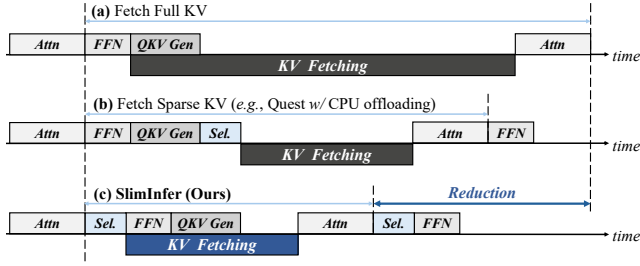 (a) Fetch Full KV
Attn FFN QKV Gen Attn
KV Fetching
time
(b) Fetch Sparse KV (e.g., Quest w/ CPU offloading)
Attn FFN QKV Gen Sel. Attn FFN
KV Fetching
time
(c) SlimInfer (Ours) Reduction
Attn Sel. FFN QKV Gen Attn Sel. FFN
KV Fetching
time